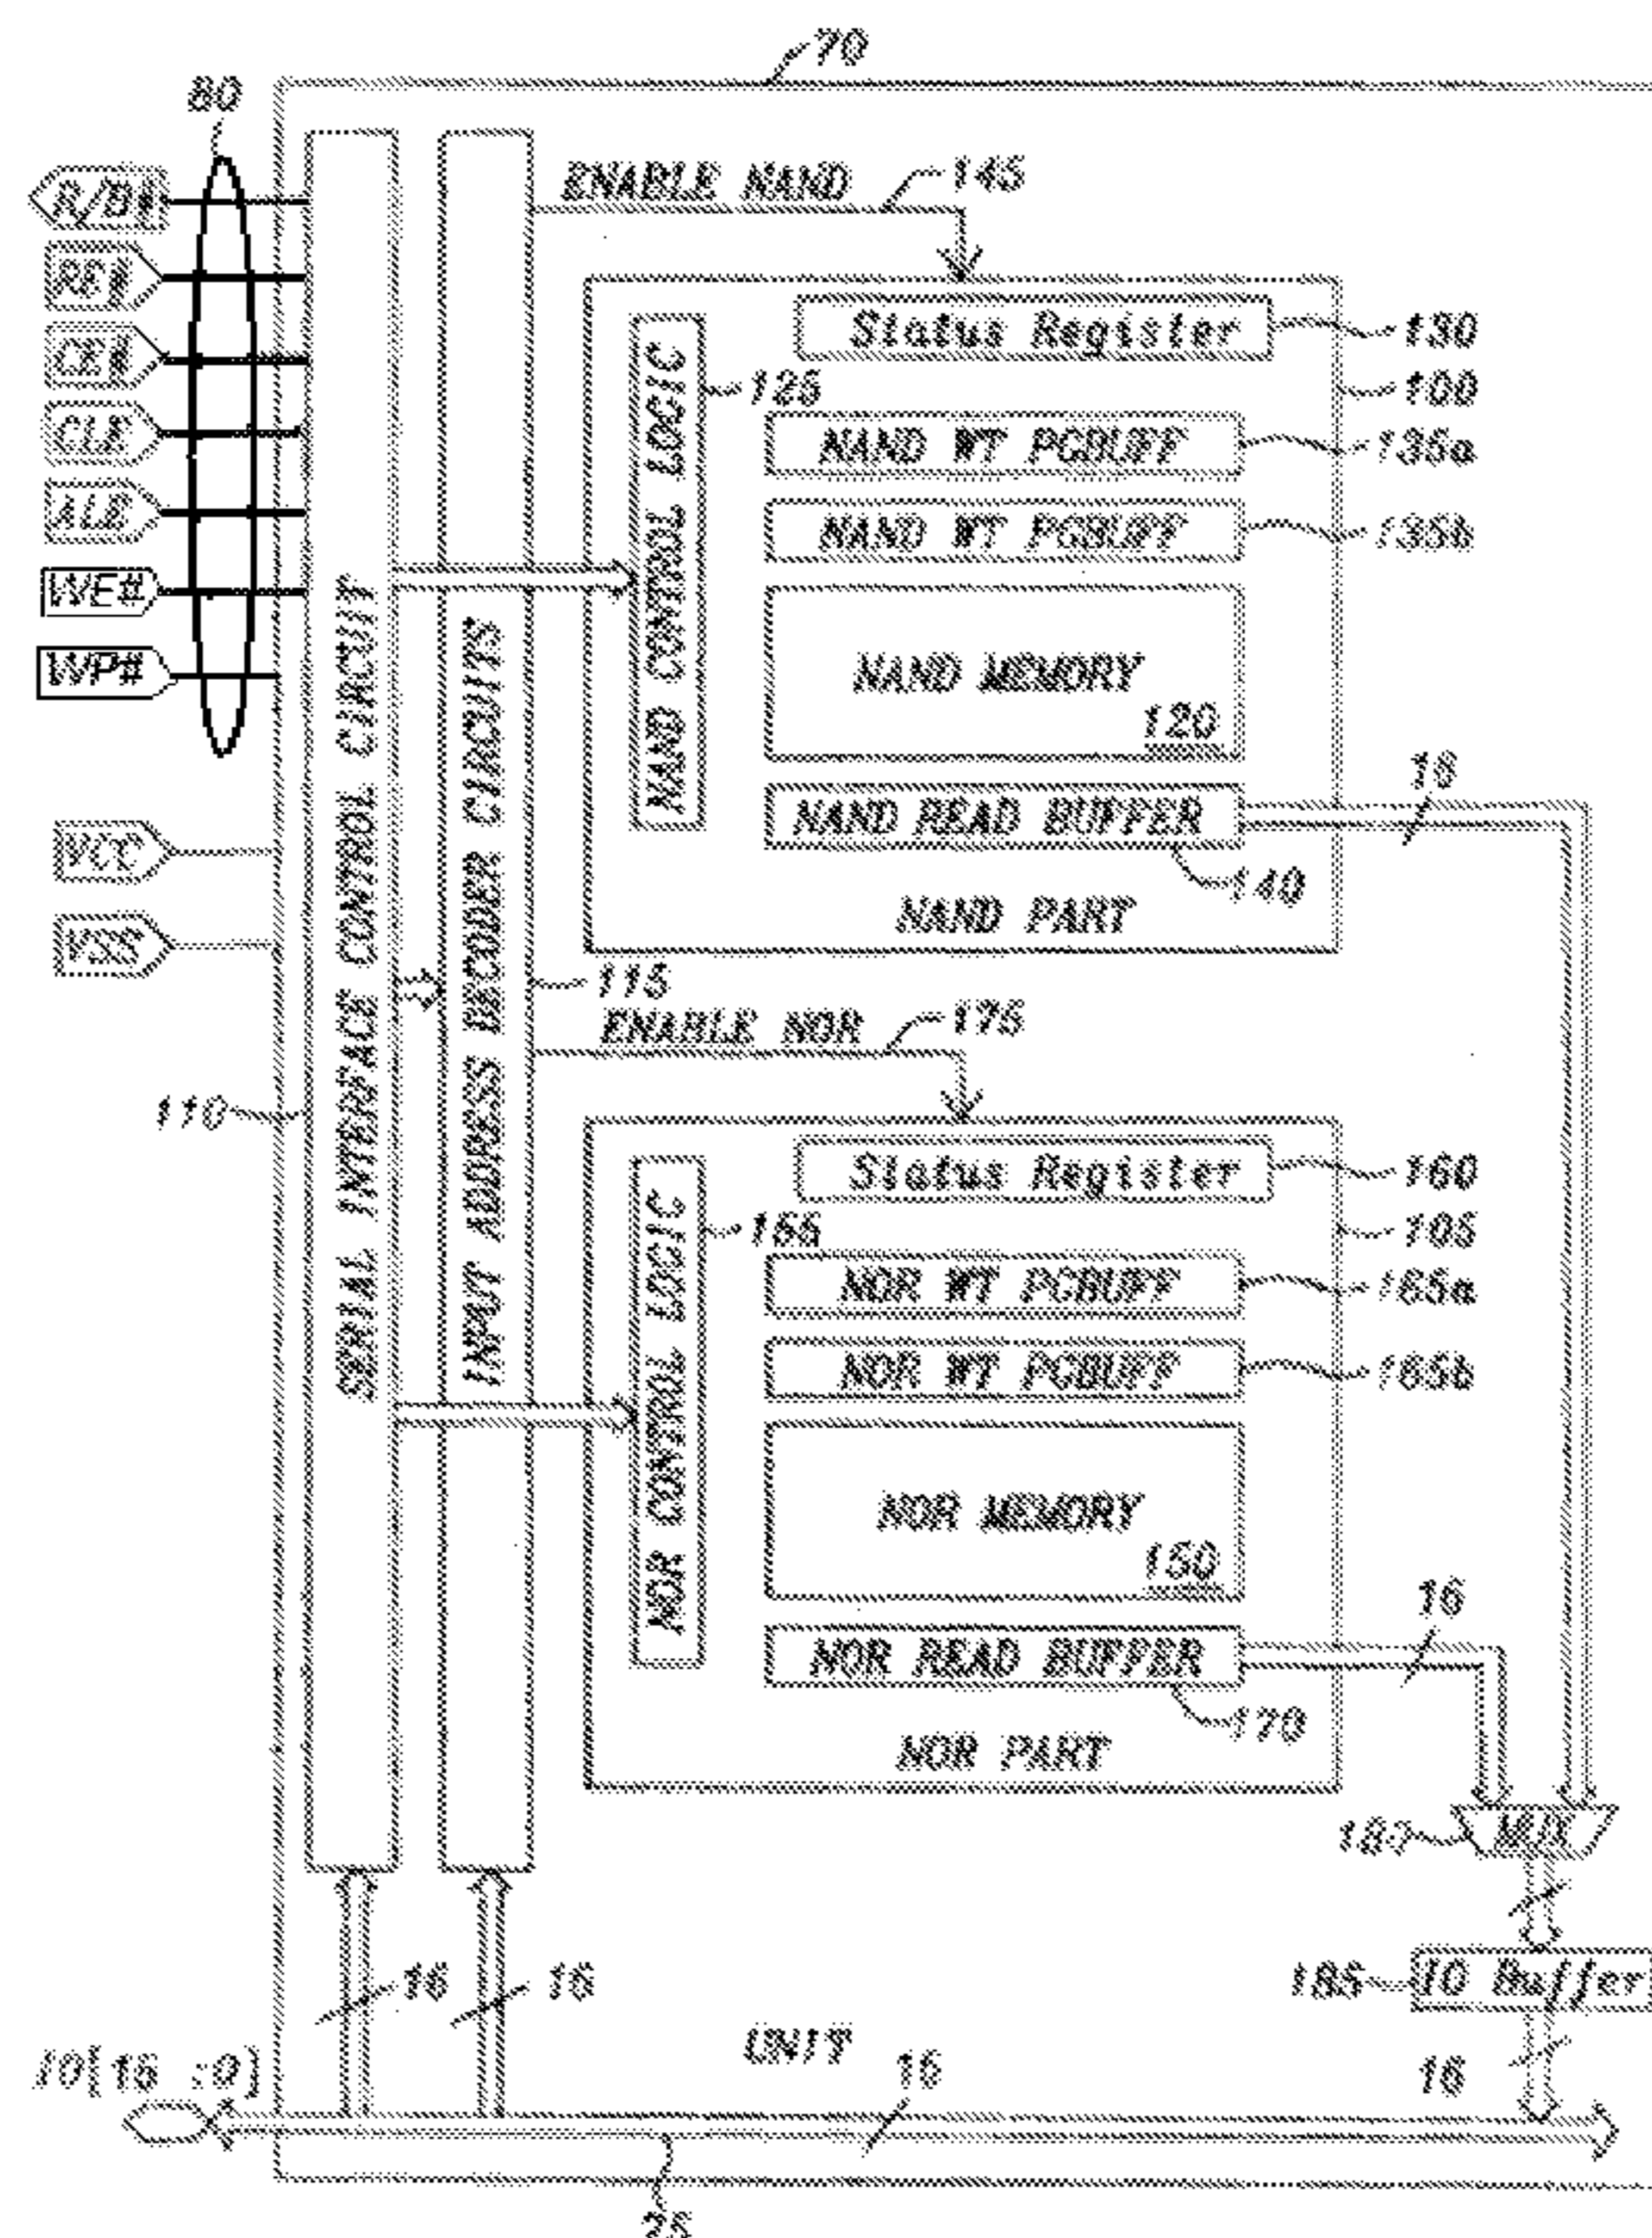 70
80
R/B#
RE#
CE#
CLE
ALE
WE#
WP#
VCC
VSS
110
SERIAL INTERFACE CONTROL CIRCUIT
INPUT ADDRESS DECODER CIRCUITS
115
ENABLE NAND
145
Status Register
130
100
NAND CONTROL LOGIC
125
NAND WT PGBUFF
135a
NAND WT PGBUFF
135b
NAND MEMORY
120
NAND READ BUFFER
140
16
NAND PART
ENABLE NOR
175
Status Register
160
105
NOR CONTROL LOGIC
155
NOR WT PGBUFF
165a
NOR WT PGBUFF
165b
NOR MEMORY
150
NOR READ BUFFER
170
16
NOR PART
MUX
185
IO Buffer
16
16
16
UNIT
16
IO[16 :0]